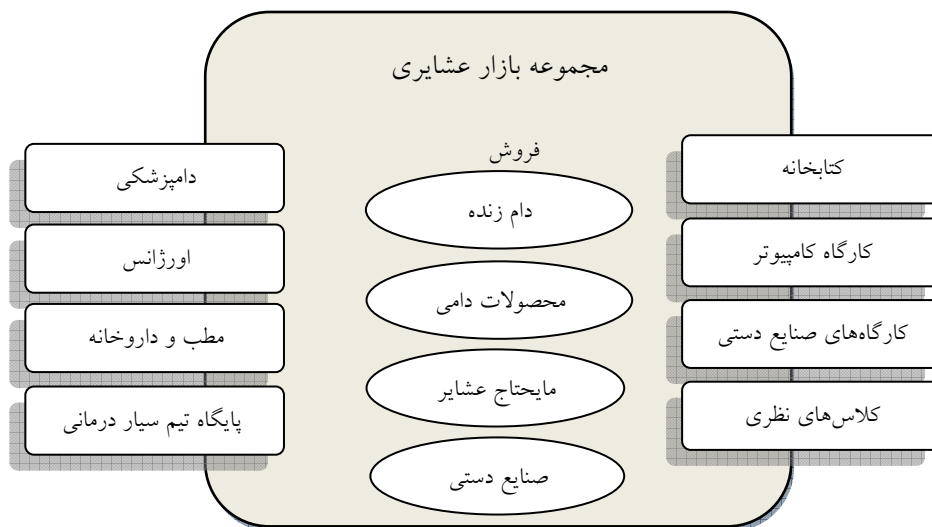 مجموعه بازار عشایری
فروش
دام زنده
محصولات دامی
مایحتاج عشایر
صنایع دستی
کتابخانه
کارگاه کامپیوتر
کارگاه‌های صنایع دستی
کلاس‌های نظری
دامپزشکی
اورژانس
مطب و داروخانه
پایگاه تیم سیار درمانی